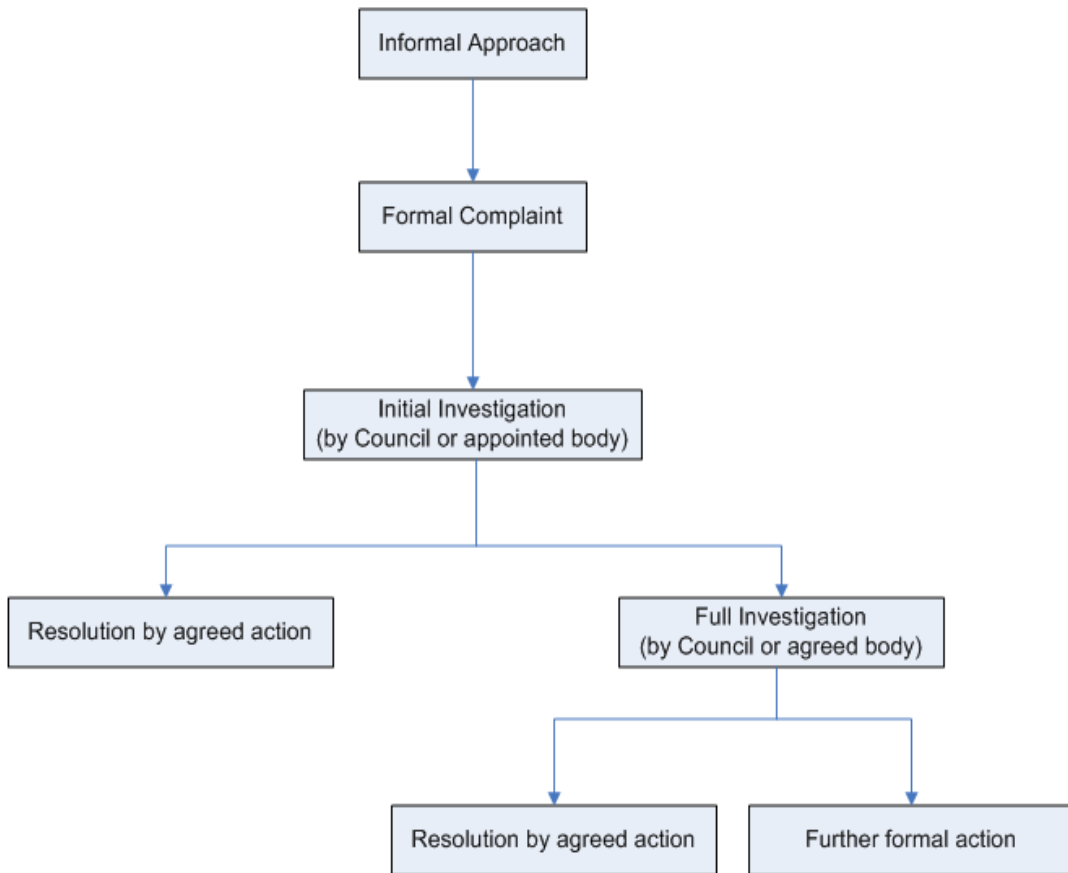 Informal Approach
Formal Complaint
Initial Investigation
(by Council or appointed body)
Resolution by agreed action
Full Investigation
(by Council or agreed body)
Resolution by agreed action
Further formal action